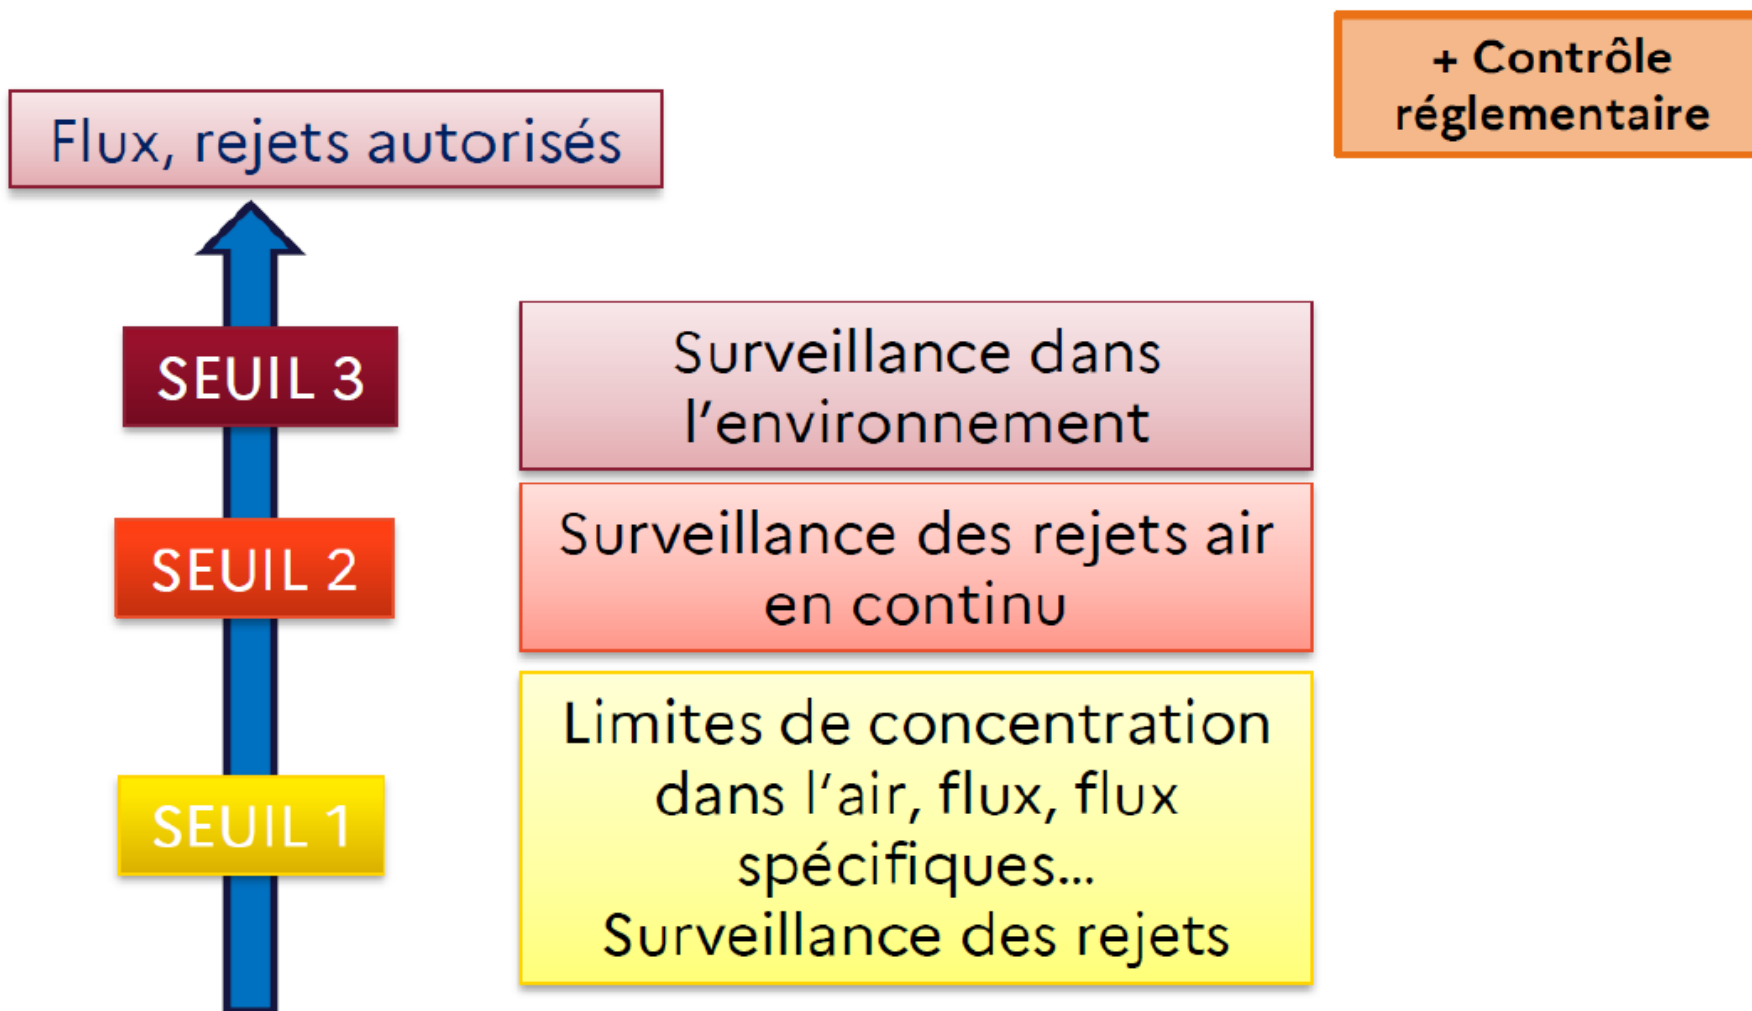 + Contrôle
réglementaire
Flux, rejets autorisés
SEUIL 3
Surveillance dans
l'environnement
SEUIL 2
Surveillance des rejets air
en continu
SEUIL 1
Limites de concentration
dans l'air, flux, flux
spécifiques...
Surveillance des rejets